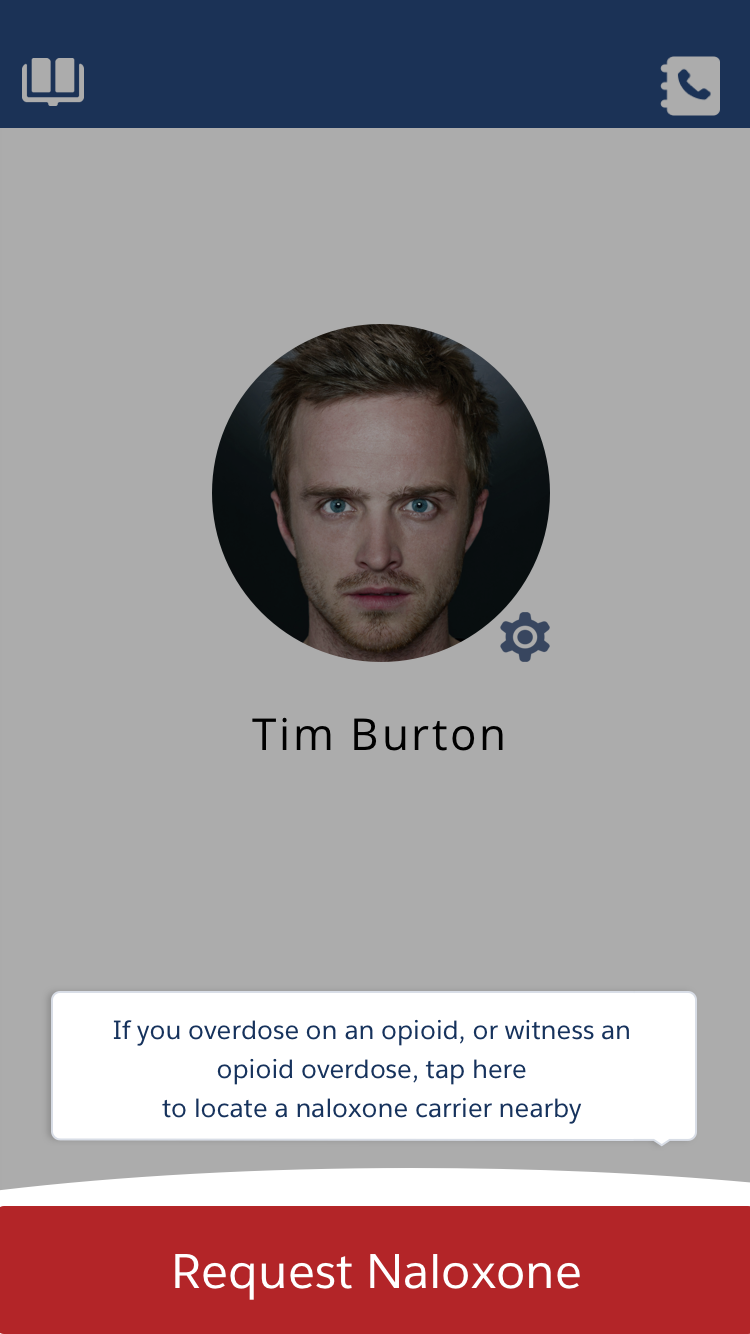 Tim Burton
If you overdose on an opioid, or witness an
opioid overdose, tap here
to locate a naloxone carrier nearby
Request Naloxone